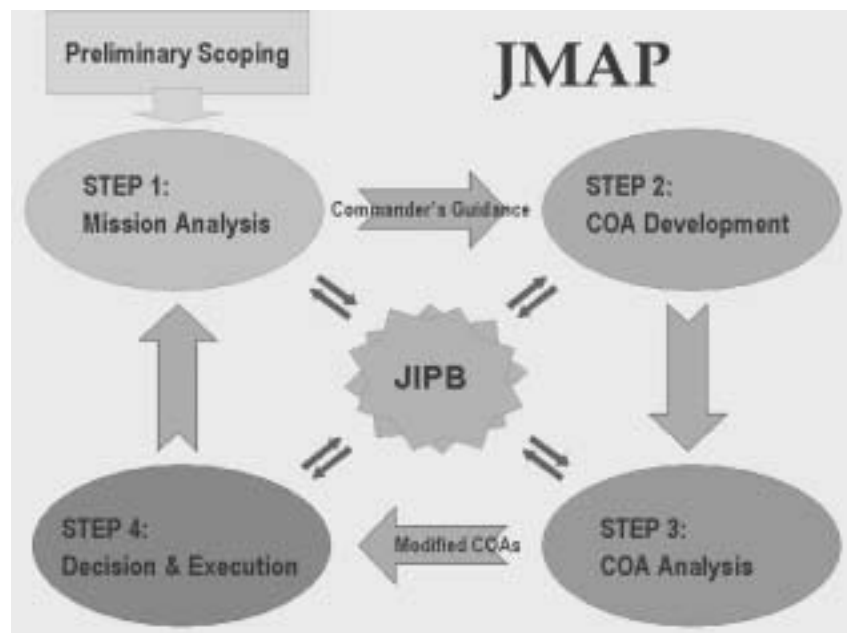 Preliminary Scoping
JMAP
STEP 1:
Mission Analysis
Commander's Guidance
STEP 2:
COA Development
JIPB
STEP 4:
Decision & Execution
Modified COAs
STEP 3:
COA Analysis